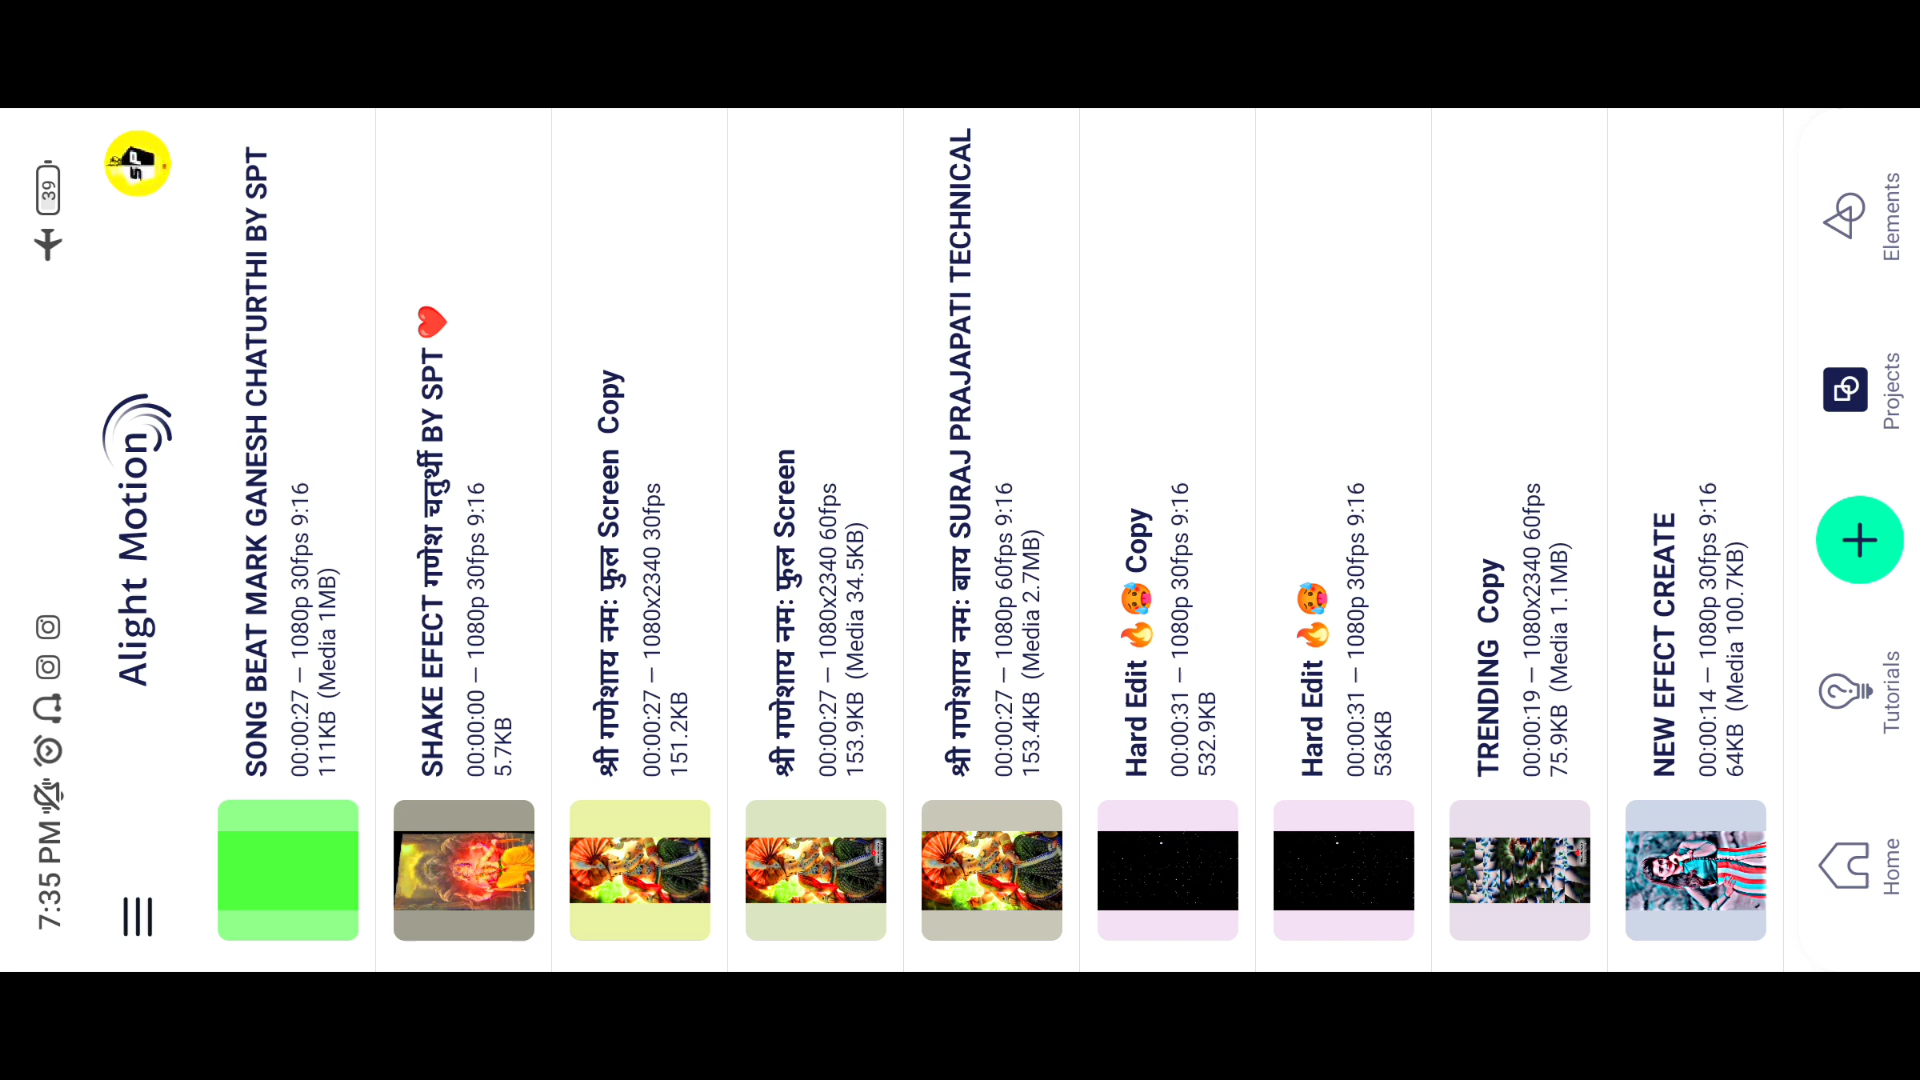 7:35 PM
39
Alight Motion
SP
SONG BEAT MARK GANESH CHATURTHI BY SPT
00:00:27 — 1080p 30fps 9:16
111KB (Media 1MB)
SHAKE EFECT गणेश चतुर्थी BY SPT ❤️
00:00:00 — 1080p 30fps 9:16
5.7KB
श्री गणेशाय नमः फुल Screen Copy
00:00:27 — 1080x2340 30fps
151.2KB
श्री गणेशाय नमः फुल Screen
00:00:27 — 1080x2340 60fps
153.9KB (Media 34.5KB)
श्री गणेशाय नमः बाय SURAJ PRAJAPATI TECHNICAL
00:00:27 — 1080p 60fps 9:16
153.4KB (Media 2.7MB)
Hard Edit 🔥🥵 Copy
00:00:31 — 1080p 30fps 9:16
532.9KB
Hard Edit 🔥🥵
00:00:31 — 1080p 30fps 9:16
536KB
TRENDING Copy
00:00:19 — 1080x2340 60fps
75.9KB (Media 1.1MB)
NEW EFECT CREATE
00:00:14 — 1080p 30fps 9:16
64KB (Media 100.7KB)
Home
Tutorials
Projects
Elements